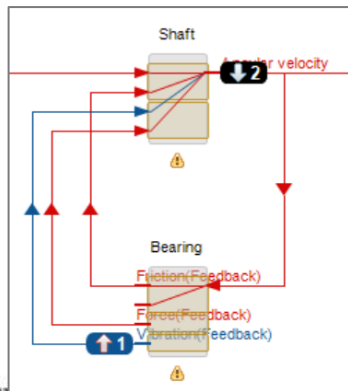 Shaft
Angular velocity
2
Bearing
Friction(Feedback)
Force(Feedback)
Vibration(Feedback)
1